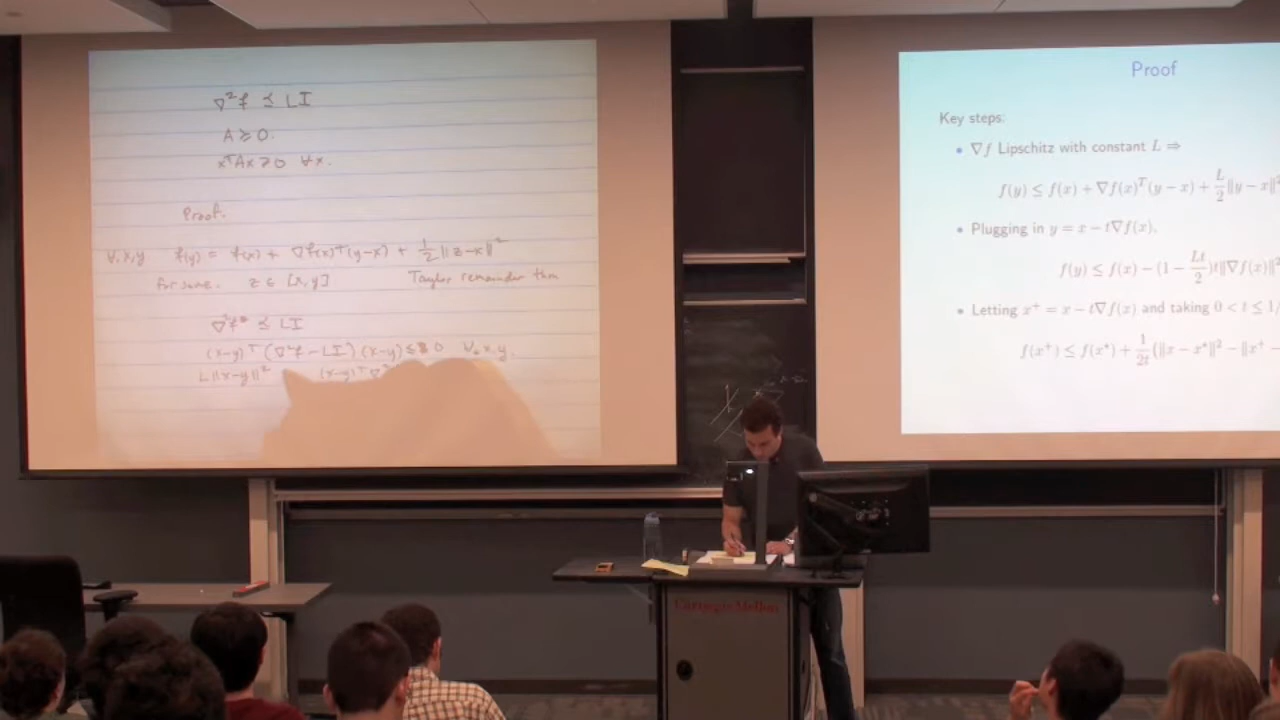 ∇²f ⪯ LI
A ⪰ 0.
xᵀAx ≥ 0 ∀x.
Proof.
∀x,y f(y) = f(x) + ∇f(x)ᵀ(y-x) + 1/2 ||z-x||²
for some z ∈ [x,y] Taylor remainder thm
∇²f ⪯ LI
(x-y)ᵀ(∇²f - LI)(x-y) ≤ 0 ∀ x,y.
L||x-y||² (x-y)ᵀ∇²
Proof
Key steps:
• ∇f Lipschitz with constant L ⇒
f(y) ≤ f(x) + ∇f(x)ᵀ(y − x) + L/2 ‖y − x‖²
• Plugging in y = x − t∇f(x),
f(y) ≤ f(x) − (1 − Lt/2)t‖∇f(x)‖²
• Letting x⁺ = x − t∇f(x) and taking 0 < t ≤ 1/
f(x⁺) ≤ f(x*) + 1/2t (‖x − x*‖² − ‖x⁺ −
Carnegie Mellon